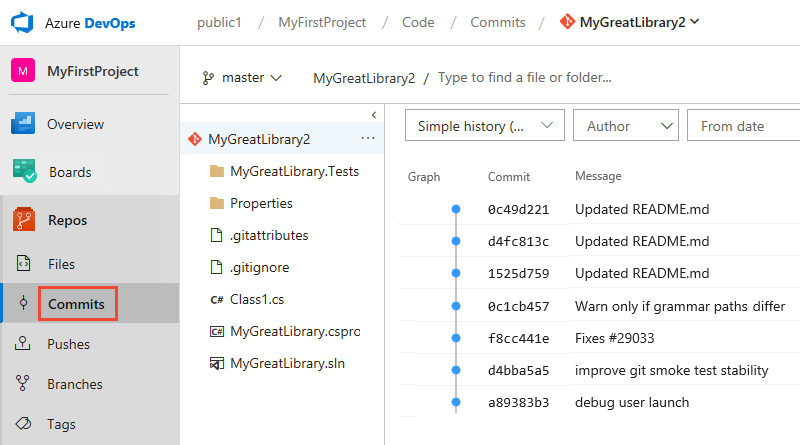 Azure DevOps
public1 / MyFirstProject / Code / Commits / MyGreatLibrary2
M MyFirstProject
Overview
Boards
Repos
Files
Commits
Pushes
Branches
Tags
master
MyGreatLibrary2 / Type to find a file or folder...
MyGreatLibrary2 ...
MyGreatLibrary.Tests
Properties
.gitattributes
.gitignore
C# Class1.cs
C# MyGreatLibrary.cspro
MyGreatLibrary.sln
Simple history (... Author From date
Graph Commit Message
0c49d221 Updated README.md
d4fc813c Updated README.md
1525d759 Updated README.md
0c1cb457 Warn only if grammar paths differ
f8cc441e Fixes #29033
d4bba5a5 improve git smoke test stability
a89383b3 debug user launch